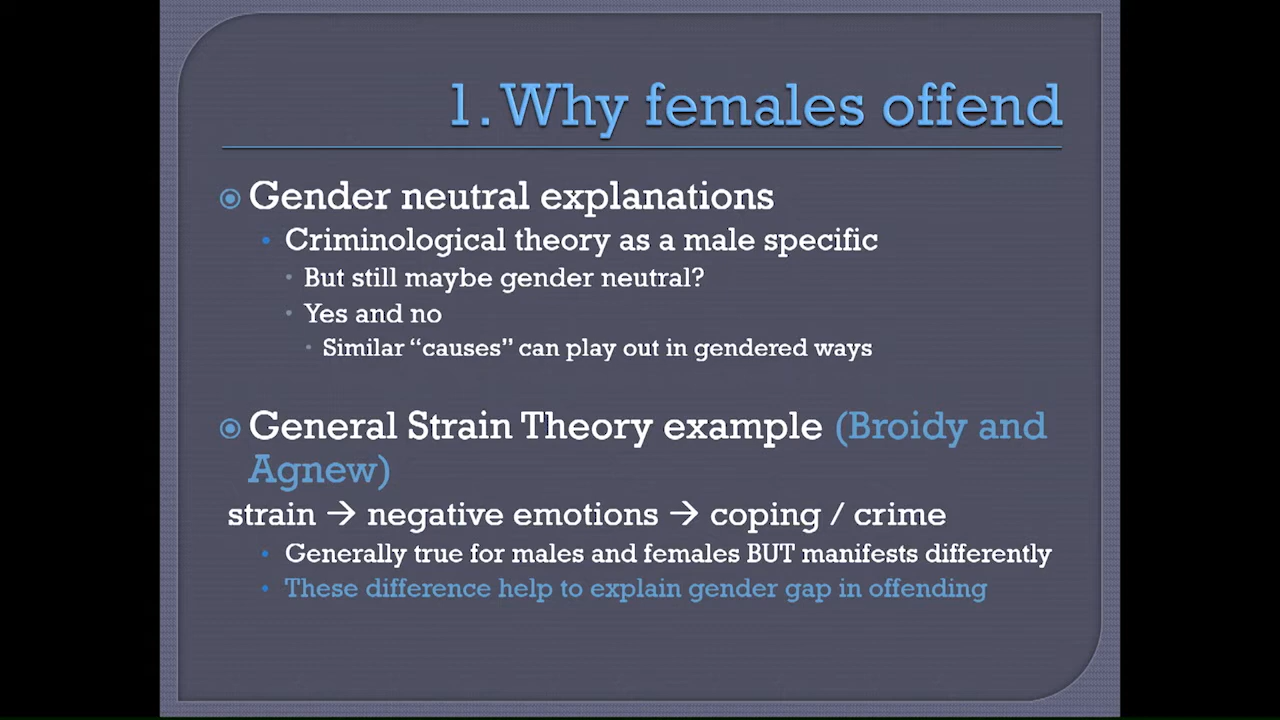 1. Why females offend
Gender neutral explanations
Criminological theory as a male specific
But still maybe gender neutral?
Yes and no
Similar “causes” can play out in gendered ways
General Strain Theory example (Broidy and
Agnew)
strain → negative emotions → coping / crime
Generally true for males and females BUT manifests differently
These difference help to explain gender gap in offending